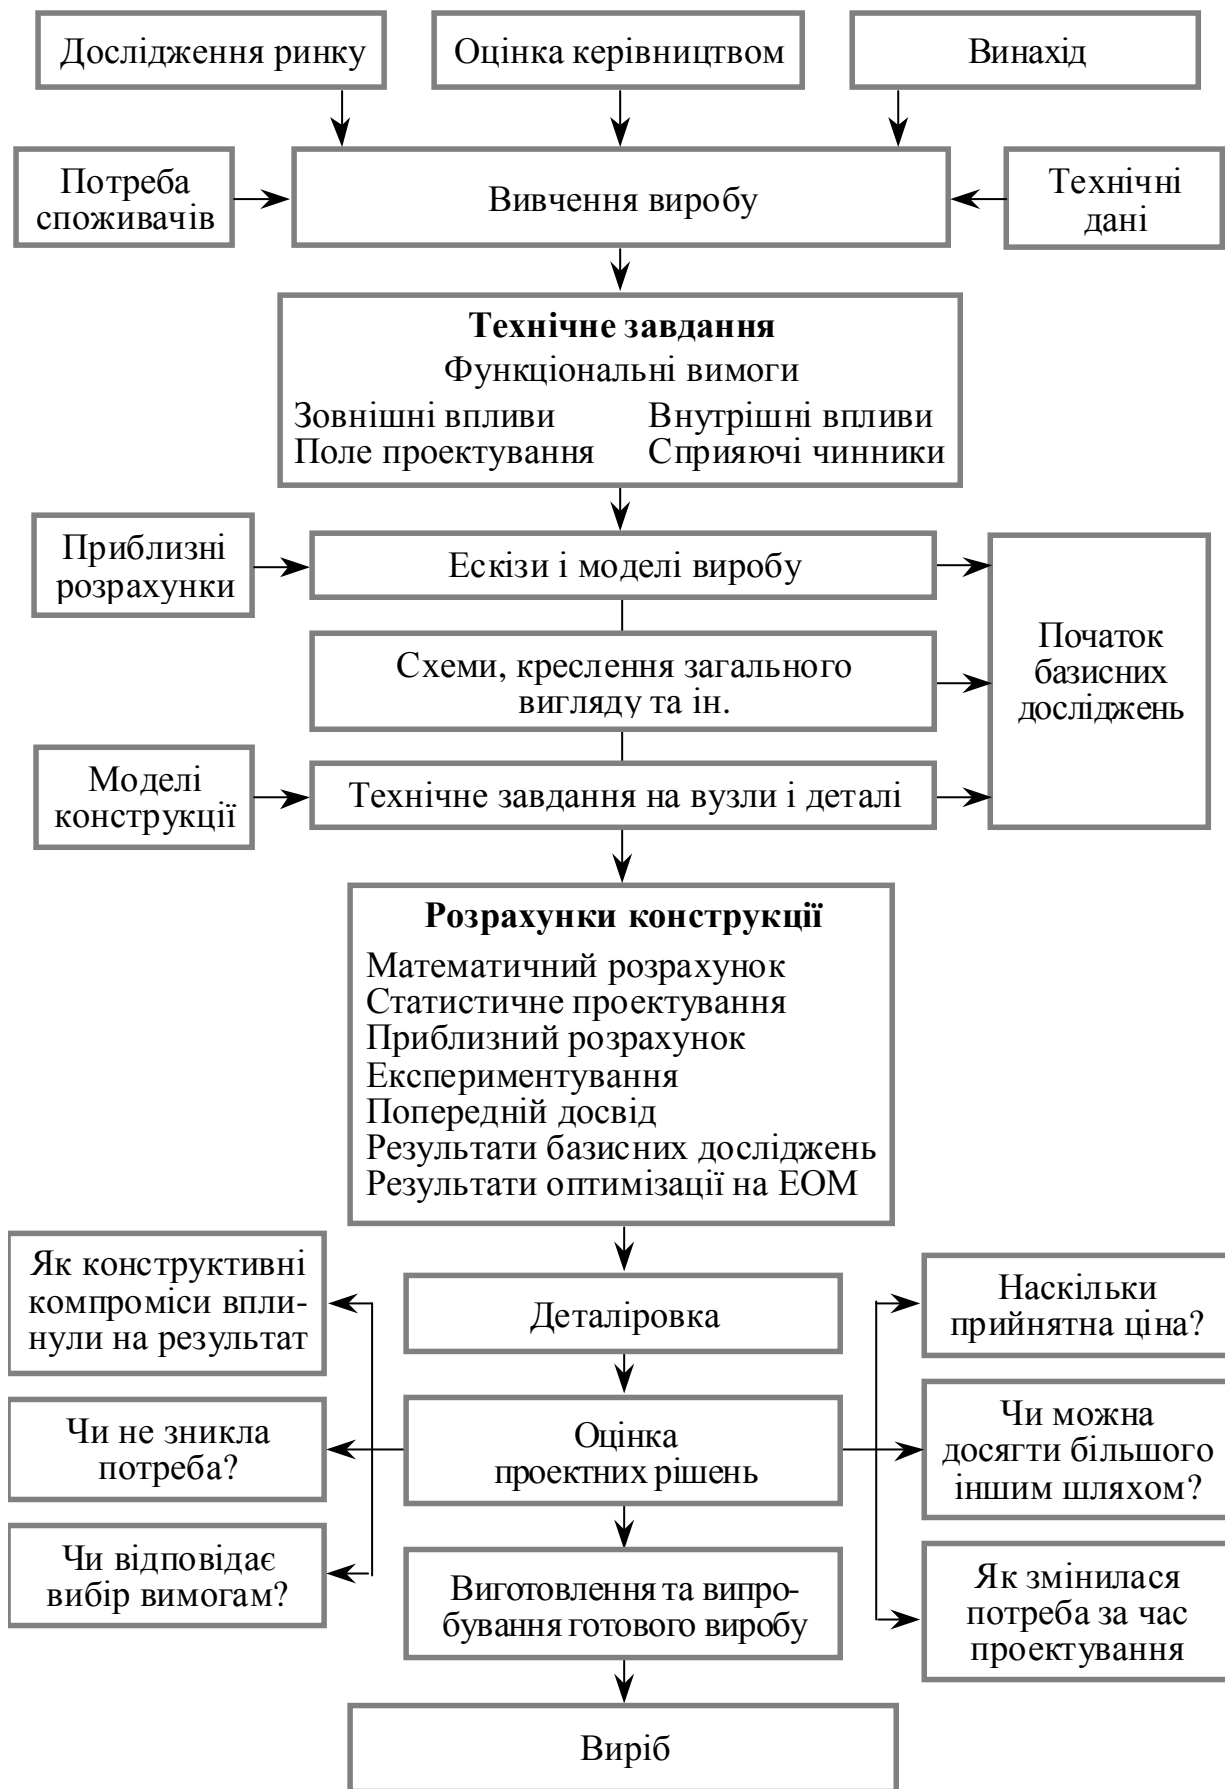 Дослідження ринку
Оцінка керівництвом
Винахід
Потреба
споживачів
Вивчення виробу
Технічні
дані
Технічне завдання
Функціональні вимоги
Зовнішні впливи
Внутрішні впливи
Поле проектування
Сприяючі чинники
Приблизні
розрахунки
Ескізи і моделі виробу
Початок
базисних
досліджень
Схеми, креслення загального
вигляду та ін.
Моделі
конструкції
Технічне завдання на вузли і деталі
Розрахунки конструкції
Математичний розрахунок
Статистичне проектування
Приблизний розрахунок
Експериментування
Попередній досвід
Результати базисних досліджень
Результати оптимізації на ЕОМ
Як конструктивні
компроміси впли-
нули на результат
Деталіровка
Наскільки
прийнятна ціна?
Чи не зникла
потреба?
Оцінка
проектних рішень
Чи можна
досягти більшого
іншим шляхом?
Чи відповідає
вибір вимогам?
Виготовлення та випро-
бування готового виробу
Як змінилася
потреба за час
проектування
Виріб